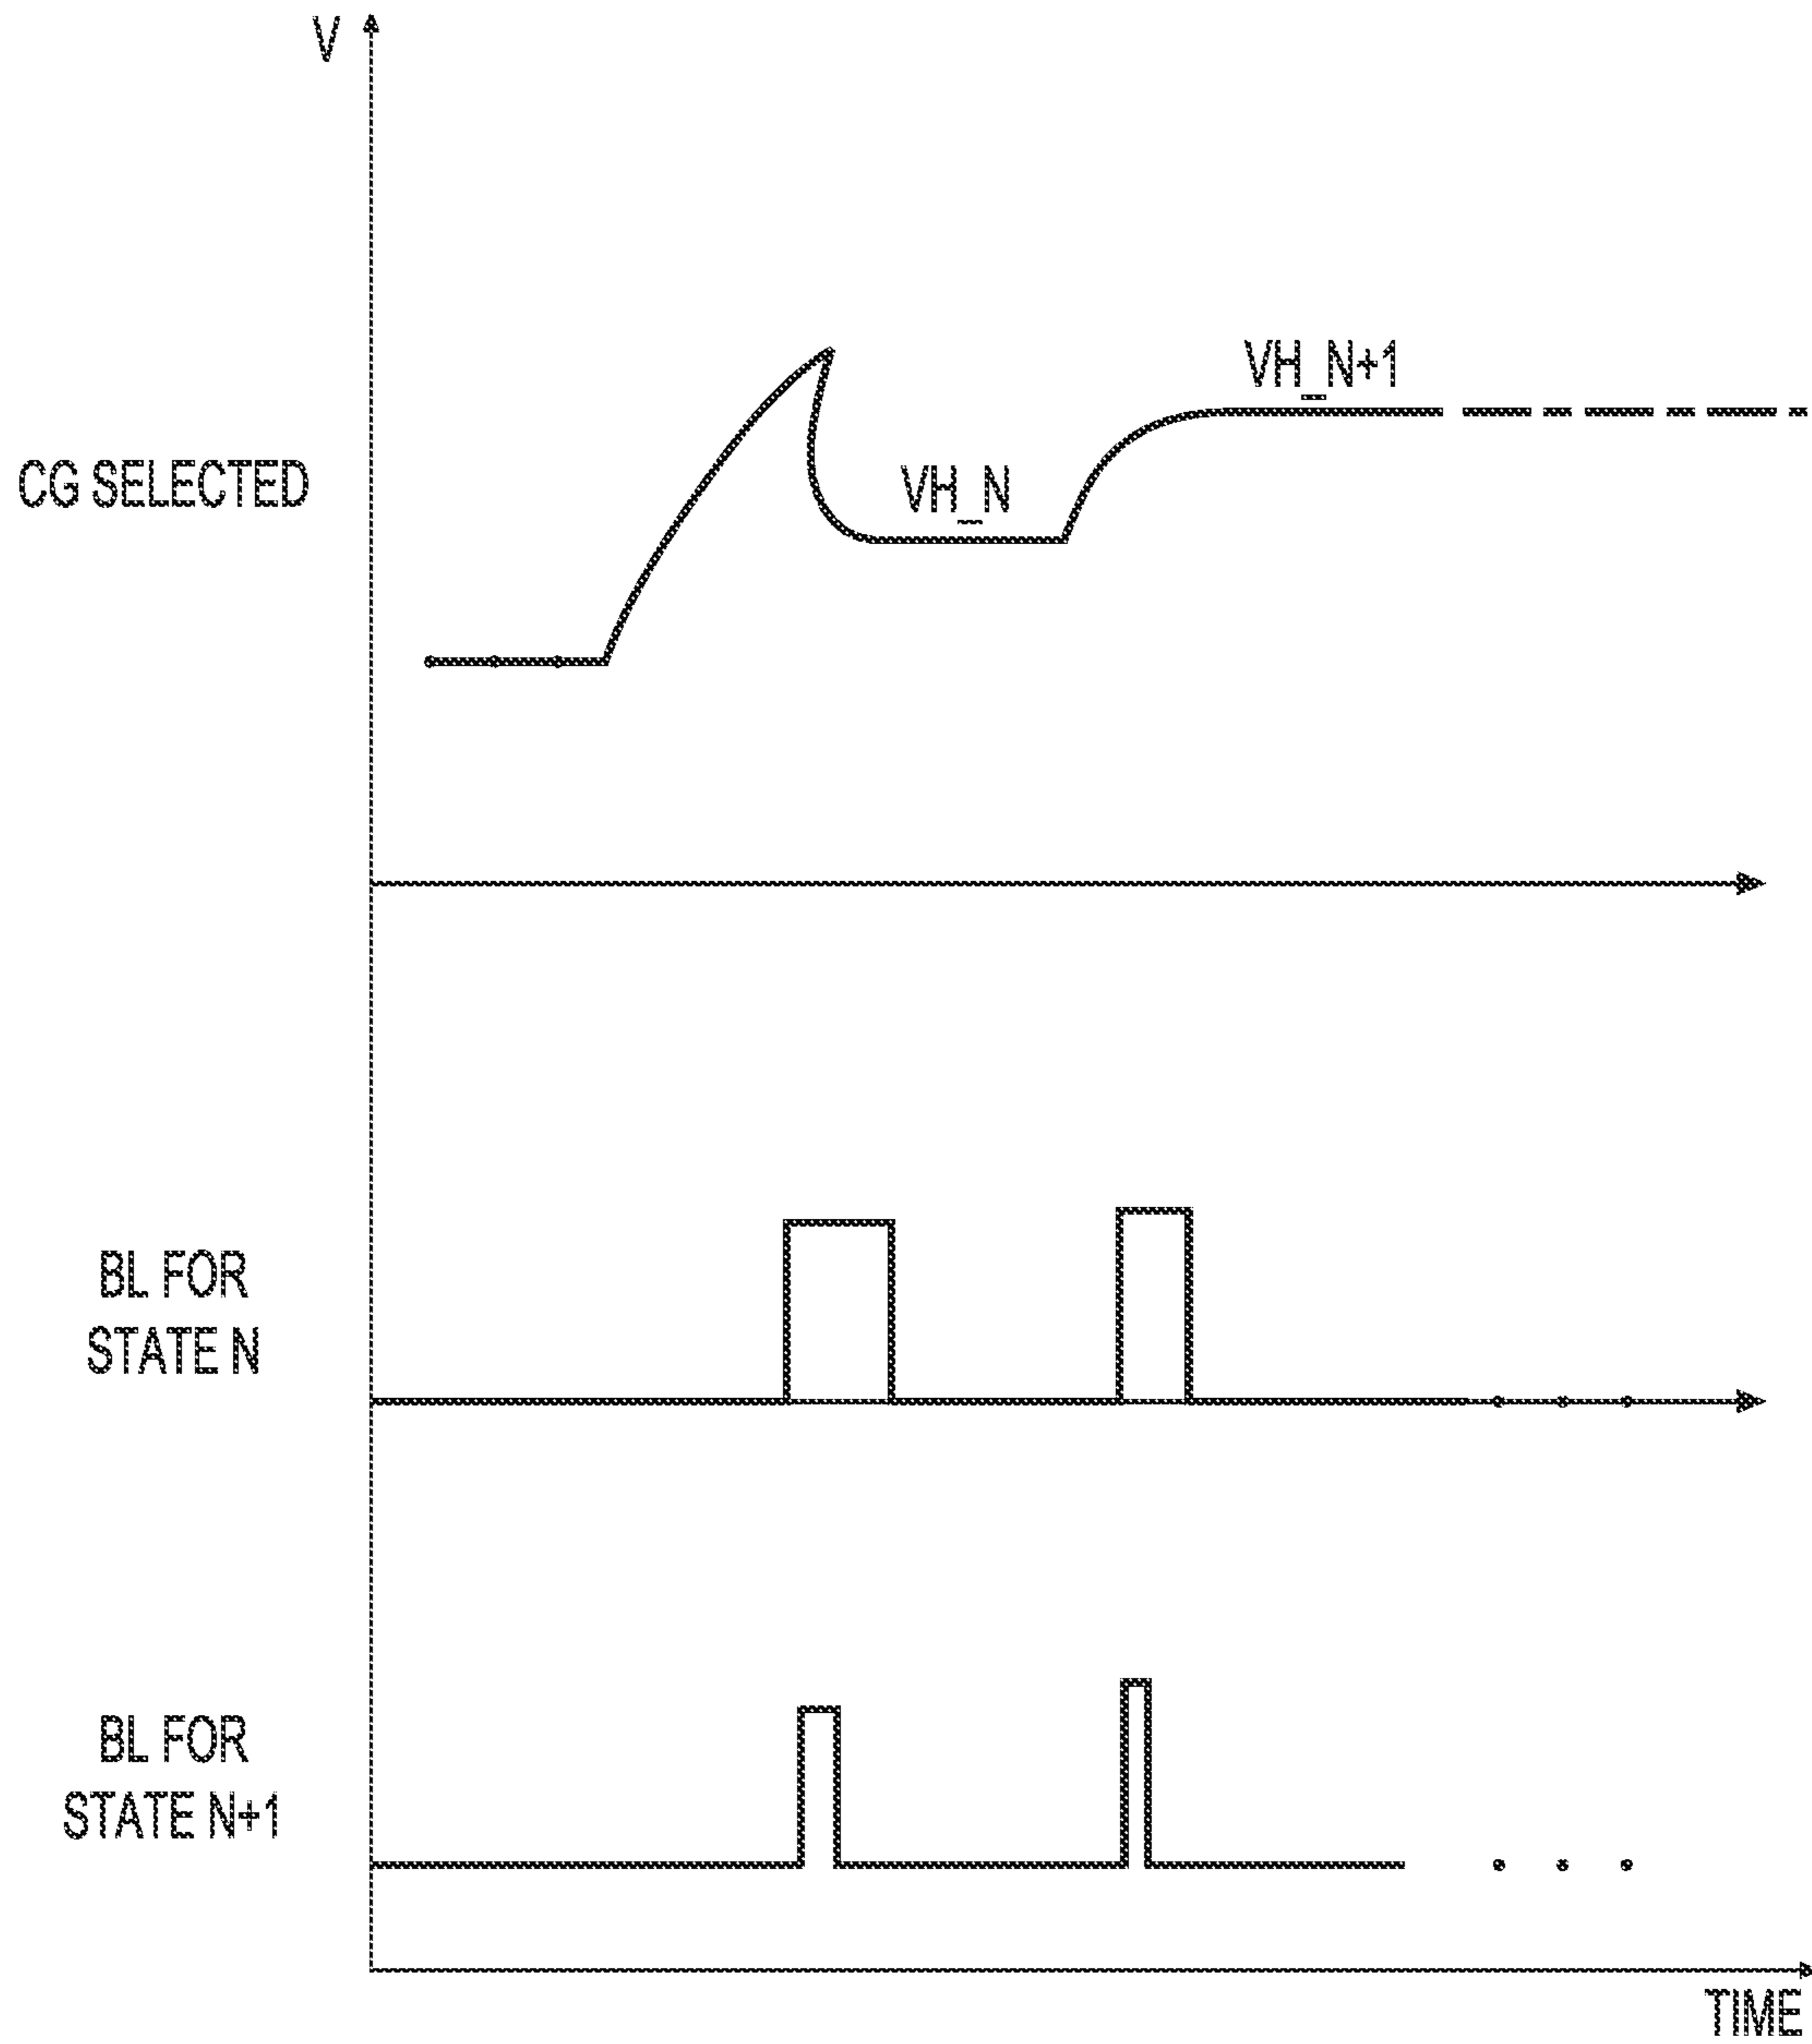 V
VH_N+1
CG SELECTED
VH_N
BL FOR
STATE N
BL FOR
STATE N+1
TIME